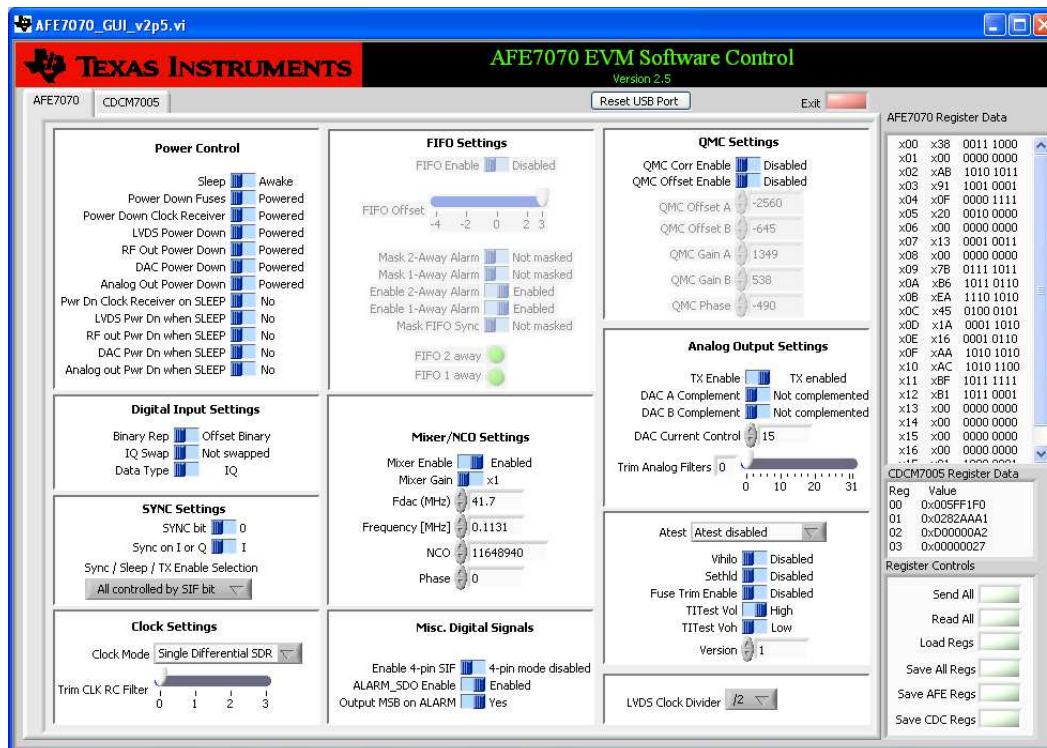 AFE7070_GUI_v2p5.vi
TEXAS INSTRUMENTS
AFE7070 EVM Software Control
Version 2.5
AFE7070
CDCM7005
Reset USB Port
Exit
Power Control
Sleep Awake
Power Down Fuses Powered
Power Down Clock Receiver Powered
LVDS Power Down Powered
RF Out Power Down Powered
DAC Power Down Powered
Analog Out Power Down Powered
Pwr Dn Clock Receiver on SLEEP No
LVDS Pwr Dn when SLEEP No
RF out Pwr Dn when SLEEP No
DAC Pwr Dn when SLEEP No
Analog out Pwr Dn when SLEEP No
Digital Input Settings
Binary Rep Offset Binary
IQ Swap Not swapped
Data Type IQ
SYNC Settings
SYNC bit 0
Sync on I or Q I
Sync / Sleep / TX Enable Selection
All controlled by SIF bit
Clock Settings
Clock Mode Single Differential SDR
Trim CLK RC Filter
0 1 2 3
FIFO Settings
FIFO Enable Disabled
FIFO Offset
-4 -2 0 2 3
Mask 2-Away Alarm Not masked
Mask 1-Away Alarm Not masked
Enable 2-Away Alarm Enabled
Enable 1-Away Alarm Enabled
Mask FIFO Sync Not masked
FIFO 2 away
FIFO 1 away
Mixer/NCO Settings
Mixer Enable Enabled
Mixer Gain x1
Fdac (MHz) 41.7
Frequency [MHz] 0.1131
NCO 11648940
Phase 0
Misc. Digital Signals
Enable 4-pin SIF 4-pin mode disabled
ALARM_SDO Enable Enabled
Output MSB on ALARM Yes
QMC Settings
QMC Corr Enable Disabled
QMC Offset Enable Disabled
QMC Offset A -2560
QMC Offset B -645
QMC Gain A 1349
QMC Gain B 538
QMC Phase -490
Analog Output Settings
TX Enable TX enabled
DAC A Complement Not complemented
DAC B Complement Not complemented
DAC Current Control 15
Trim Analog Filters 0
0 10 20 31
Atest Atest disabled
Vihilo Disabled
Sethld Disabled
Fuse Trim Enable Disabled
TITest Vol High
TITest Voh Low
Version 1
LVDS Clock Divider /2
AFE7070 Register Data
x00 x38 0011 1000
x01 x00 0000 0000
x02 xAB 1010 1011
x03 x91 1001 0001
x04 x0F 0000 1111
x05 x20 0010 0000
x06 x00 0000 0000
x07 x13 0001 0011
x08 x00 0000 0000
x09 x7B 0111 1011
x0A xB6 1011 0110
x0B xEA 1110 1010
x0C x45 0100 0101
x0D x1A 0001 1010
x0E x16 0001 0110
x0F xAA 1010 1010
x10 xAC 1010 1100
x11 xBF 1011 1111
x12 xB1 1011 0001
x13 x00 0000 0000
x14 x00 0000 0000
x15 x00 0000 0000
x16 x00 0000 0000
CDCM7005 Register Data
Reg Value
00 0x005FF1F0
01 0x0282AAA1
02 0xD00000A2
03 0x00000027
Register Controls
Send All
Read All
Load Regs
Save All Regs
Save AFE Regs
Save CDC Regs